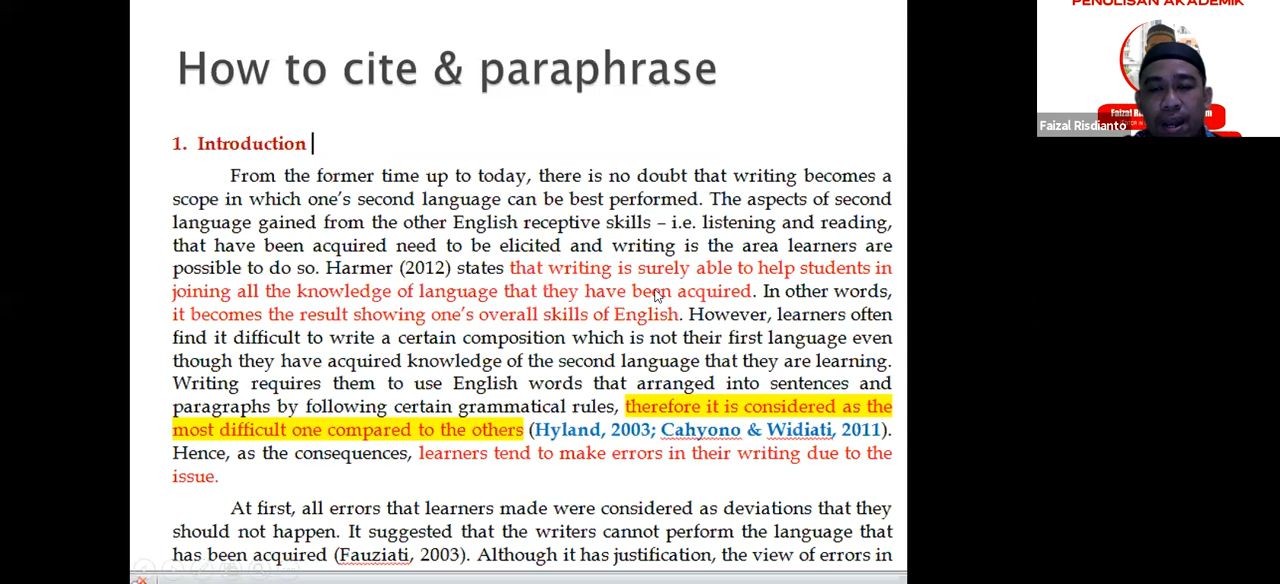 PENULISAN AKADEMIK
How to cite & paraphrase
1. Introduction
From the former time up to today, there is no doubt that writing becomes a
scope in which one's second language can be best performed. The aspects of second
language gained from the other English receptive skills – i.e. listening and reading,
that have been acquired need to be elicited and writing is the area learners are
possible to do so. Harmer (2012) states that writing is surely able to help students in
joining all the knowledge of language that they have been acquired. In other words,
it becomes the result showing one's overall skills of English. However, learners often
find it difficult to write a certain composition which is not their first language even
though they have acquired knowledge of the second language that they are learning.
Writing requires them to use English words that arranged into sentences and
paragraphs by following certain grammatical rules, therefore it is considered as the
most difficult one compared to the others (Hyland, 2003; Cahyono & Widiati, 2011).
Hence, as the consequences, learners tend to make errors in their writing due to the
issue.
At first, all errors that learners made were considered as deviations that they
should not happen. It suggested that the writers cannot perform the language that
has been acquired (Fauziati, 2003). Although it has justification, the view of errors in
Faizal
Faizal Risdianto